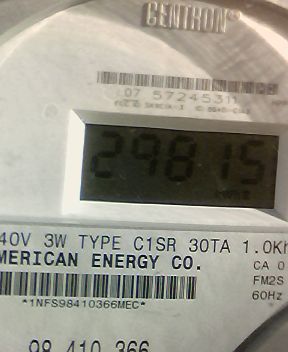 CENTRON®
07 57245311
29815
40V 3W TYPE C1SR 30TA 1.0Kh
MERICAN ENERGY CO.
CA 0
FM2S
60Hz
*1NFS98410366MEC*
98 410 366